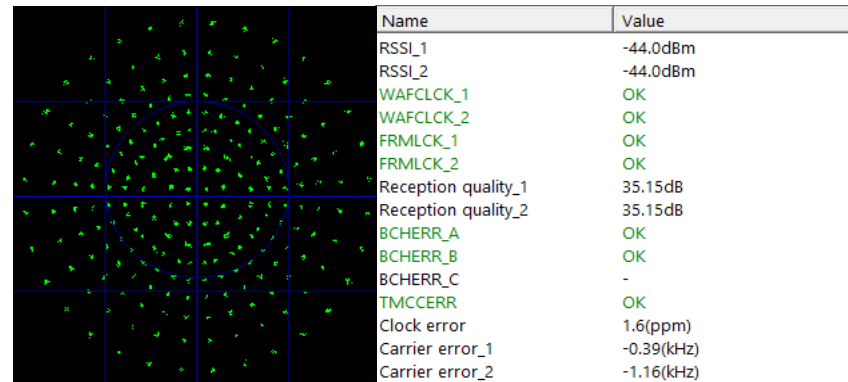 Name Value
RSSI_1 -44.0dBm
RSSI_2 -44.0dBm
WAFCLCK_1 OK
WAFCLCK_2 OK
FRMLCK_1 OK
FRMLCK_2 OK
Reception quality_1 35.15dB
Reception quality_2 35.15dB
BCHERR_A OK
BCHERR_B OK
BCHERR_C -
TMCCERR OK
Clock error 1.6(ppm)
Carrier error_1 -0.39(kHz)
Carrier error_2 -1.16(kHz)